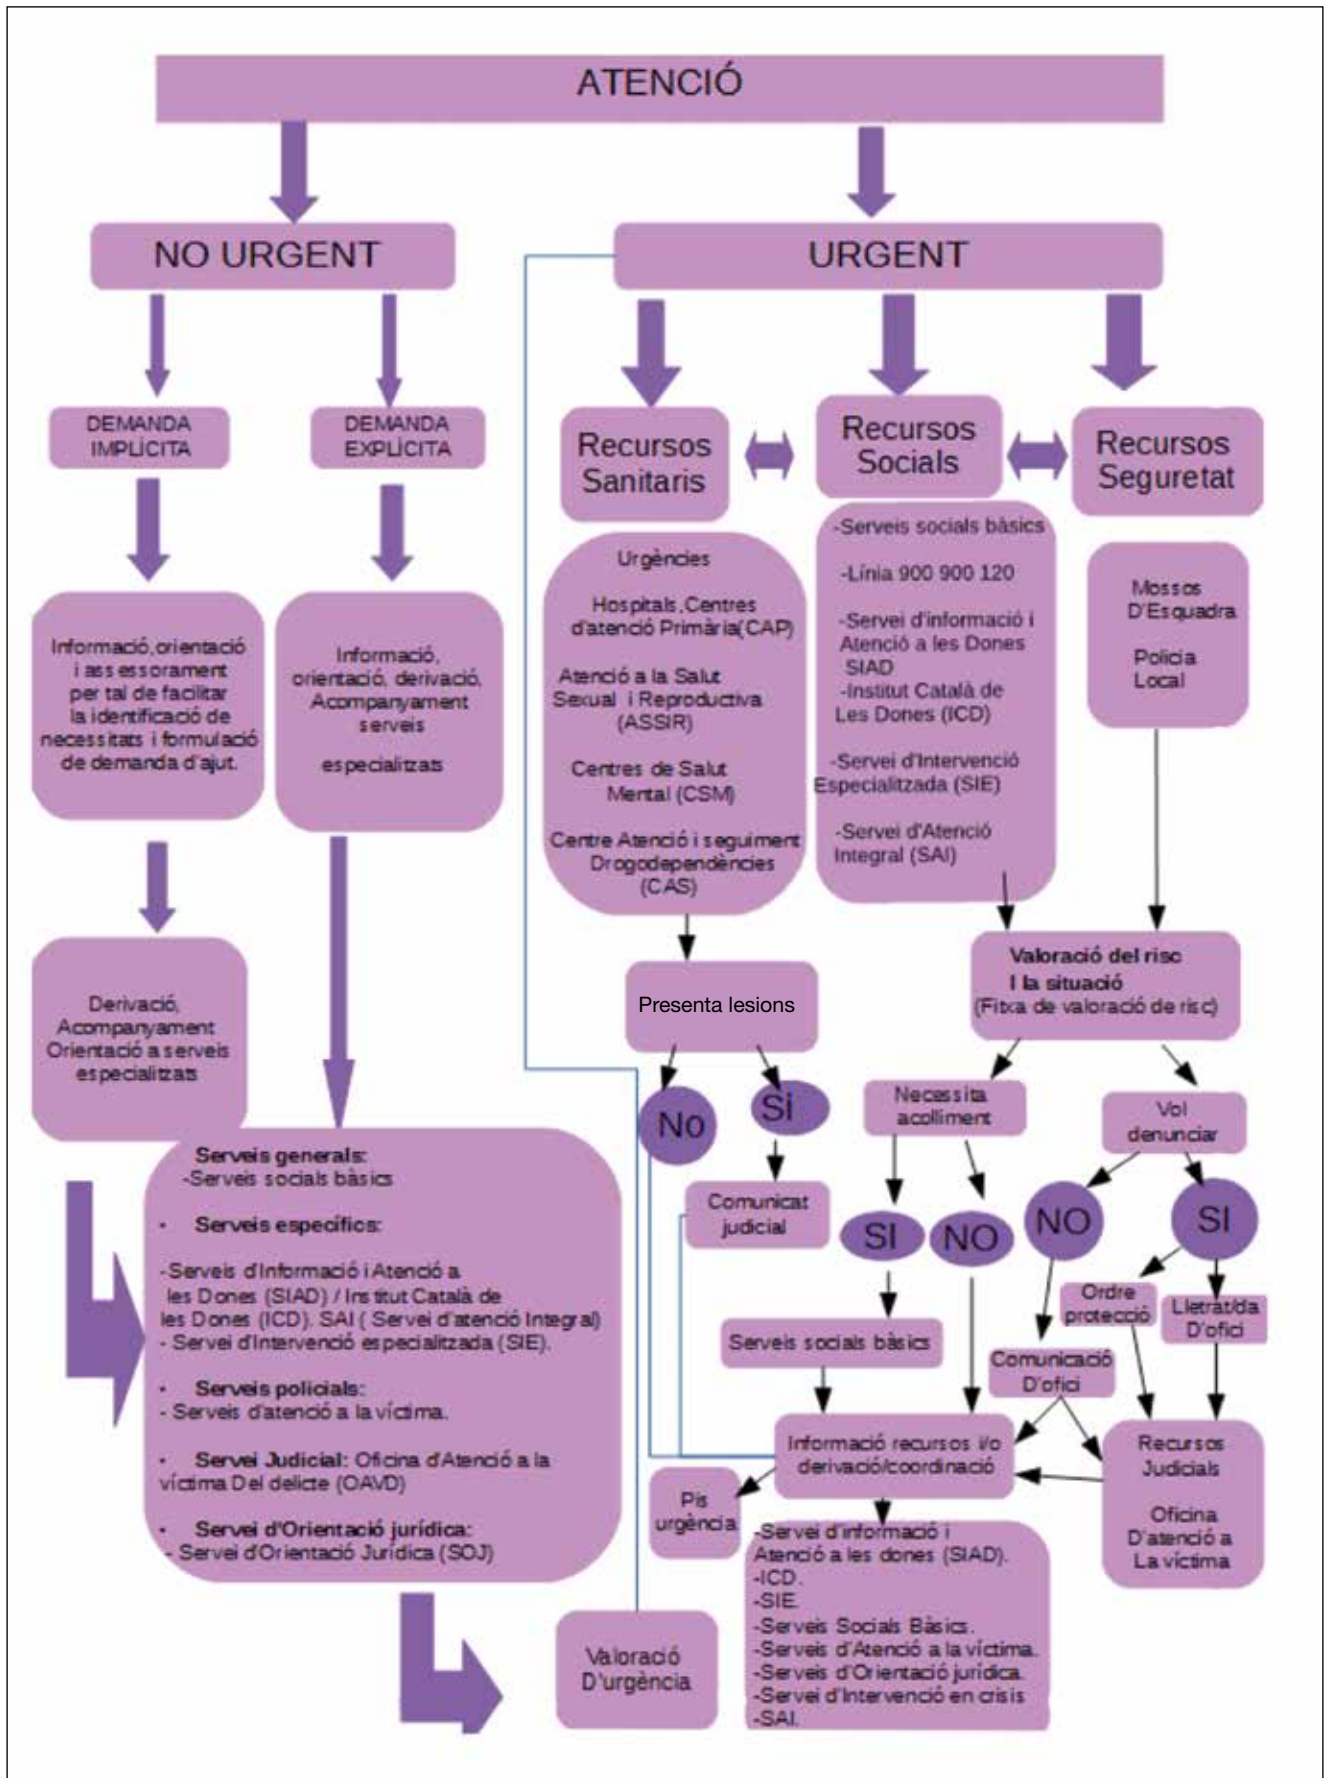 ATENCIÓ
NO URGENT
URGENT
DEMANDA
IMPLÍCITA
DEMANDA
EXPLÍCITA
Informació,orientació
i assessorament
per tal de facilitar
la identificació de
necessitats i formulació
de demanda d'ajut.
Informació,
orientació, derivació,
Acompanyament
serveis
especialitzats
Derivació,
Acompanyament
Orientació a serveis
especialitzats
Serveis generals:
-Serveis socials bàsics
• Serveis específics:
-Serveis d'Informació i Atenció a
les Dones (SIAD) / Institut Català de
les Dones (ICD). SAI ( Servei d'atenció Integral)
- Servei d'Intervenció especialitzada (SIE).
• Serveis policials:
- Serveis d'atenció a la víctima.
• Servei Judicial: Oficina d'Atenció a la
víctima Del delicte (OAVD)
• Servei d'Orientació jurídica:
- Servei d'Orientació Jurídica (SOJ)
Recursos
Sanitaris
Recursos
Socials
Recursos
Seguretat
Urgències
Hospitals,Centres
d'atenció Primària(CAP)
Atenció a la Salut
Sexual i Reproductiva
(ASSIR)
Centres de Salut
Mental (CSM)
Centre Atenció i seguiment
Drogodependències
(CAS)
-Serveis socials bàsics
-Línia 900 900 120
-Servei d'informació i
Atenció a les Dones
SIAD
-Institut Català de
Les Dones (ICD)
-Servei d'Intervenció
Especialitzada (SIE)
-Servei d'Atenció
Integral (SAI)
Mossos
D'Esquadra
Policia
Local
Presenta lesions
No
Sí
Comunicat
judicial
Valoració del risc
I la situació
(Fitxa de valoració de risc)
Necessita
acolliment
Vol
denunciar
SI
NO
NO
SI
Serveis socials bàsics
Comunicació
D'ofici
Ordre
protecció
Lletrat/da
D'ofici
Informació recursos i/o
derivació/coordinació
Recursos
Judicials
Oficina
D'atenció a
La víctima
Pis
urgència
-Servei d'informació i
Atenció a les dones (SIAD).
-ICD.
-SIE.
-Serveis Socials Bàsics.
-Serveis d'Atenció a la víctima.
-Serveis d'Orientació jurídica.
-Servei d'Intervenció en crisis
-SAI.
Valoració
D'urgència